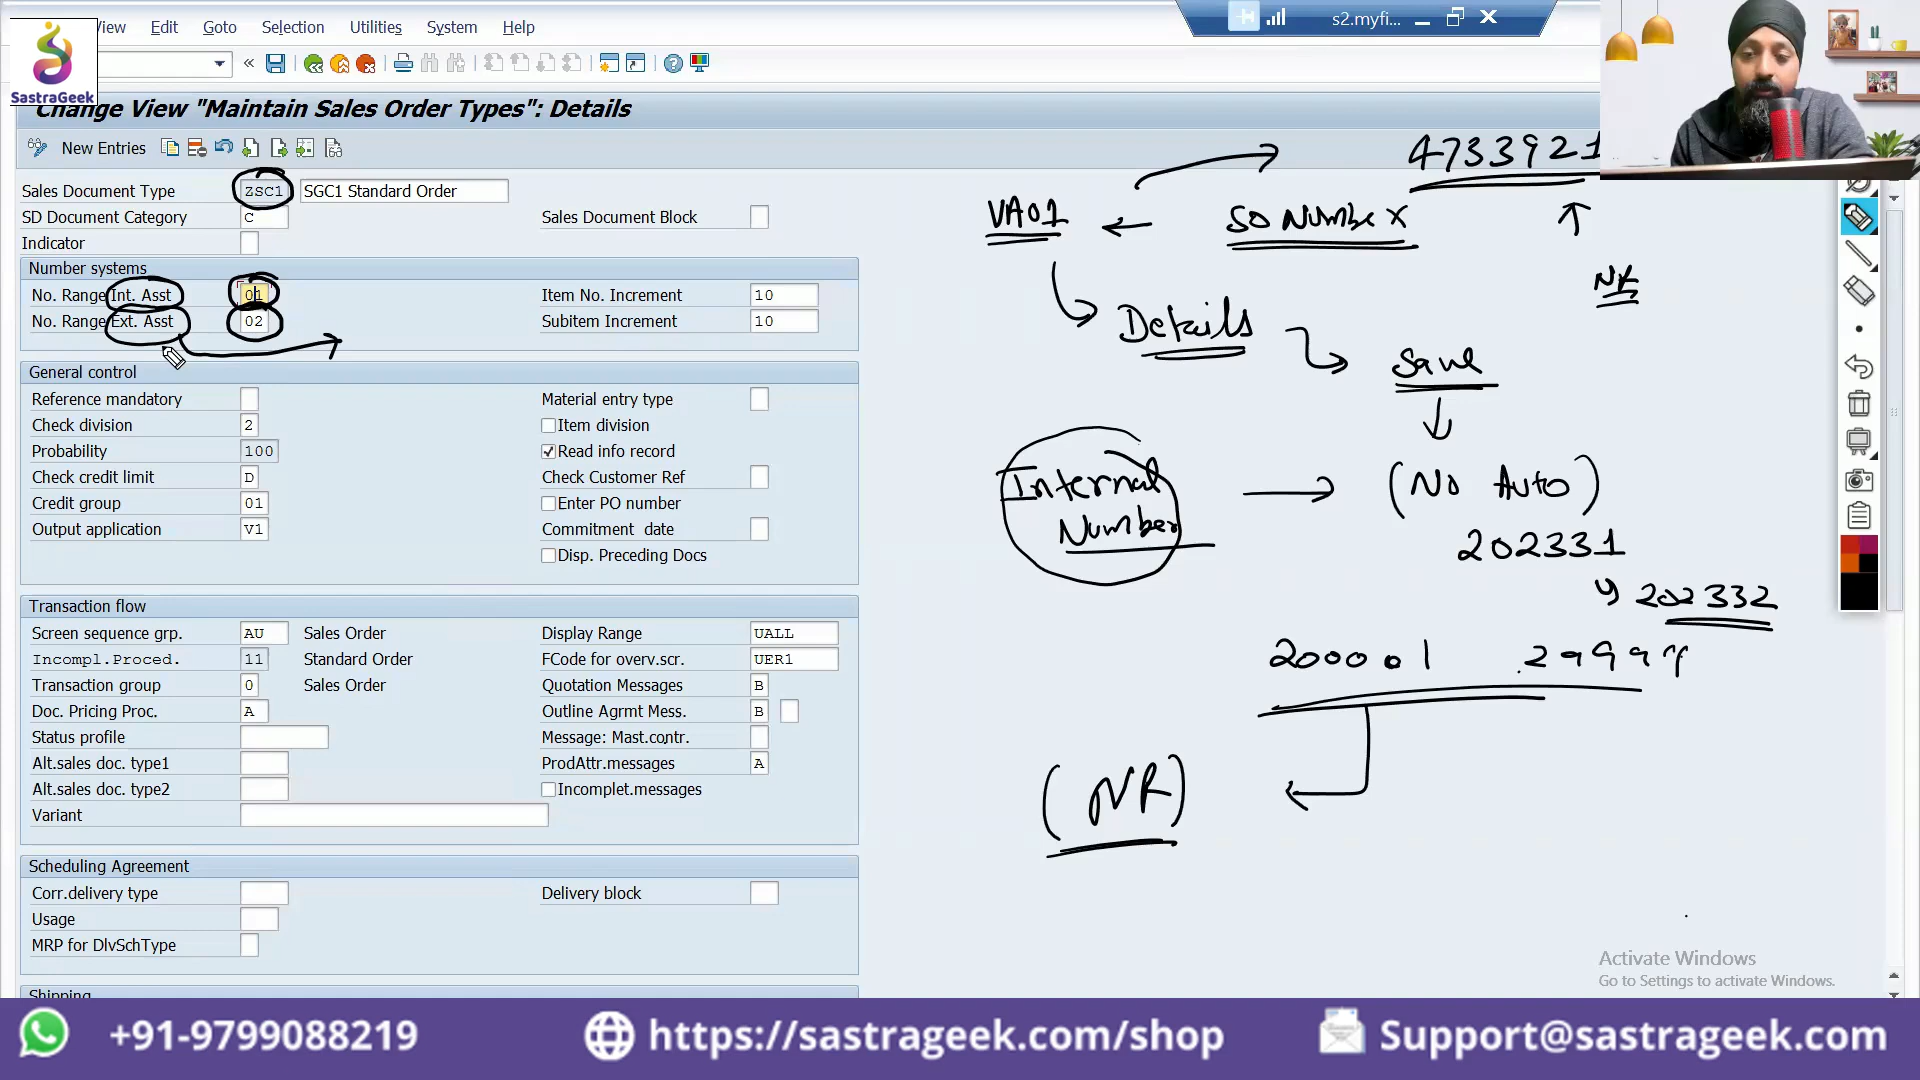 View Edit Goto Selection Utilities System Help
s2.myfi...
SastraGeek
Change View "Maintain Sales Order Types": Details
New Entries
Sales Document Type ZSC1 SGC1 Standard Order
SD Document Category C Sales Document Block
Indicator
Number systems
No. Range Int. Asst 01 Item No. Increment 10
No. Range Ext. Asst 02 Subitem Increment 10
General control
Reference mandatory Material entry type
Check division 2 Item division
Probability 100 Read info record
Check credit limit D Check Customer Ref
Credit group 01 Enter PO number
Output application V1 Commitment date
Disp. Preceding Docs
Transaction flow
Screen sequence grp. AU Sales Order Display Range UALL
Incompl.Proced. 11 Standard Order FCode for overv.scr. UER1
Transaction group 0 Sales Order Quotation Messages B
Doc. Pricing Proc. A Outline Agrmt Mess. B
Status profile Message: Mast.contr.
Alt.sales doc. type1 ProdAttr.messages A
Alt.sales doc. type2 Incomplet.messages
Variant
Scheduling Agreement
Corr.delivery type Delivery block
Usage
MRP for DlvSchType
Shipping
4733921
VA01 SO Number
NR
Details
Save
Internal
Number
(No Auto)
202331
202332
200001
(NR)
Activate Windows
Go to Settings to activate Windows.
+91-9799088219 https://sastrageek.com/shop Support@sastrageek.com